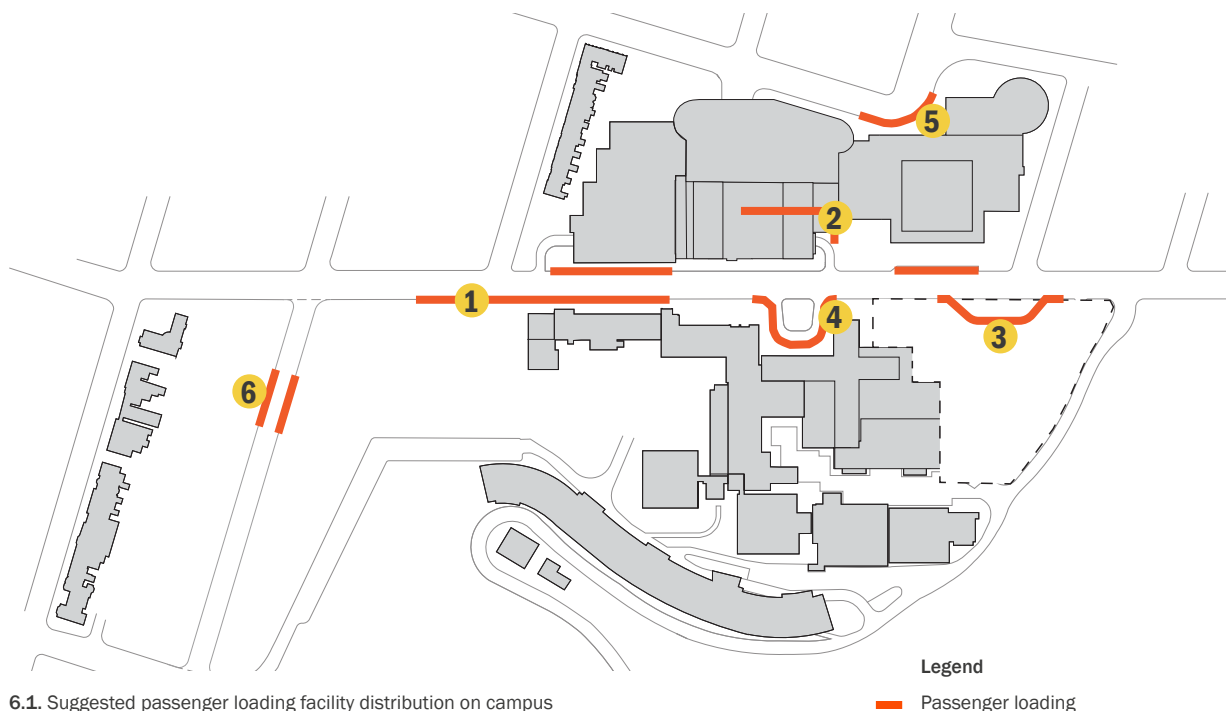 5
2
1
4
3
6
Legend
6.1. Suggested passenger loading facility distribution on campus
Passenger loading